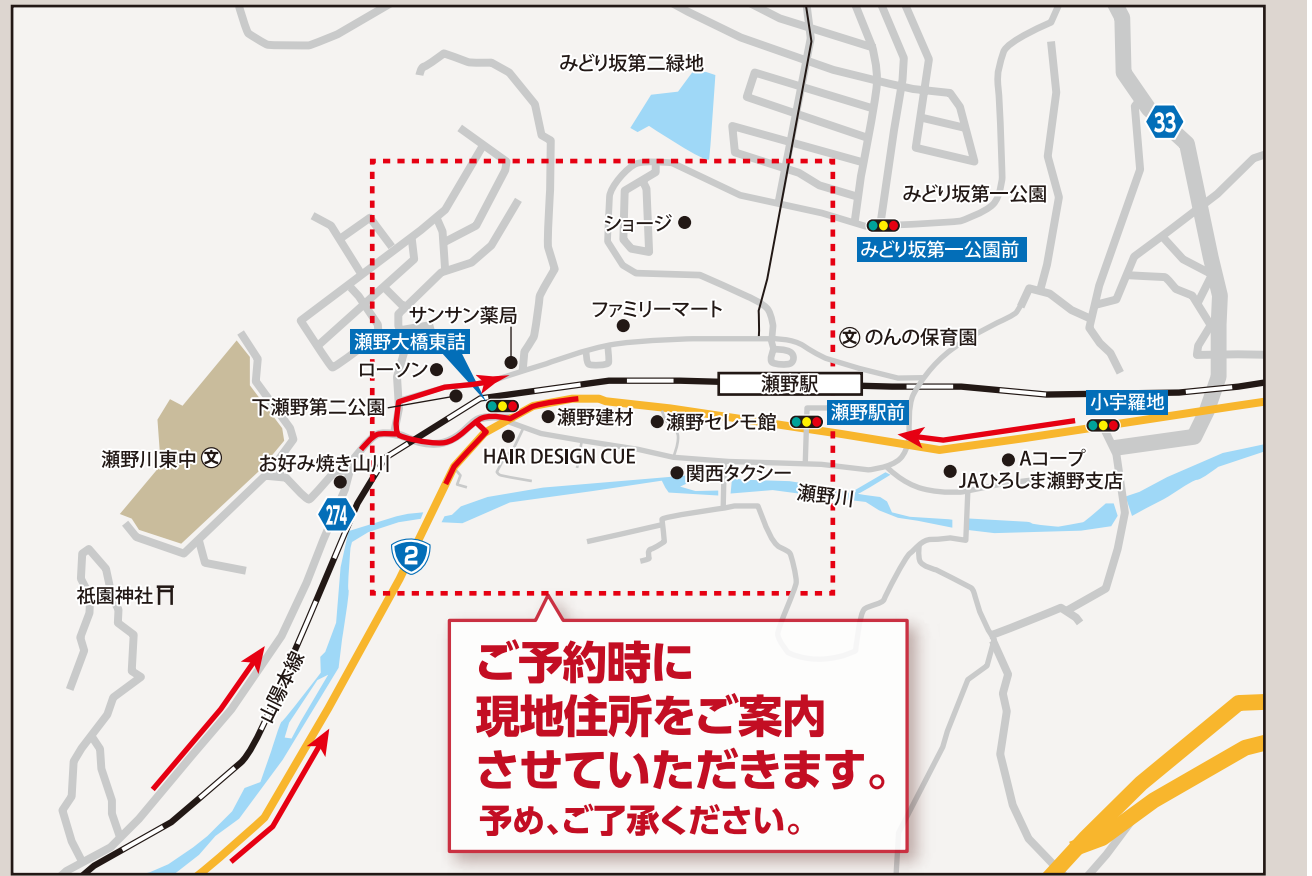 みどり坂第二緑地
33
みどり坂第一公園
ショージ
みどり坂第一公園前
サンサン薬局
ファミリーマート
瀬野大橋東詰
のんの保育園
文
ローソン
瀬野駅
下瀬野第二公園
小宇羅地
瀬野駅前
瀬野建材
瀬野セレモ館
HAIR DESIGN CUE
瀬野川東中
文
お好み焼き山川
関西タクシー
Aコープ
JAひろしま瀬野支店
瀬野川
274
2
祇園神社
山陽本線
ご予約時に
現地住所をご案内
させていただきます。
予め、ご了承ください。